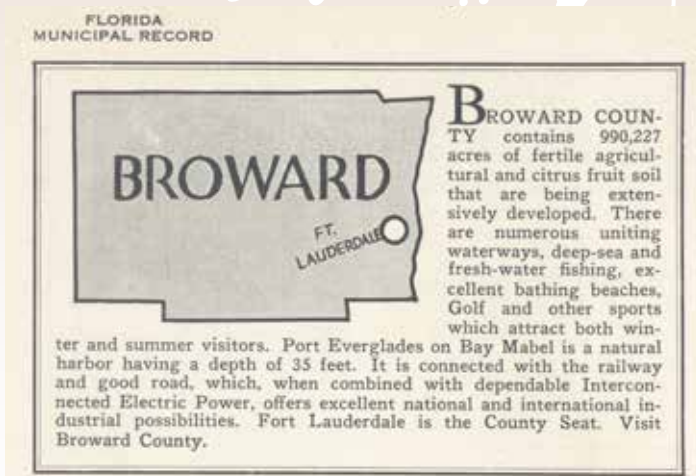 FLORIDA
MUNICIPAL RECORD
BROWARD
FT.
LAUDERDALE
BROWARD COUN-
TY contains 990,227
acres of fertile agricul-
tural and citrus fruit soil
that are being exten-
sively developed. There
are numerous uniting
waterways, deep-sea and
fresh-water fishing, ex-
cellent bathing beaches,
Golf and other sports
which attract both win-
ter and summer visitors. Port Everglades on Bay Mabel is a natural
harbor having a depth of 35 feet. It is connected with the railway
and good road, which, when combined with dependable Intercon-
nected Electric Power, offers excellent national and international in-
dustrial possibilities. Fort Lauderdale is the County Seat. Visit
Broward County.